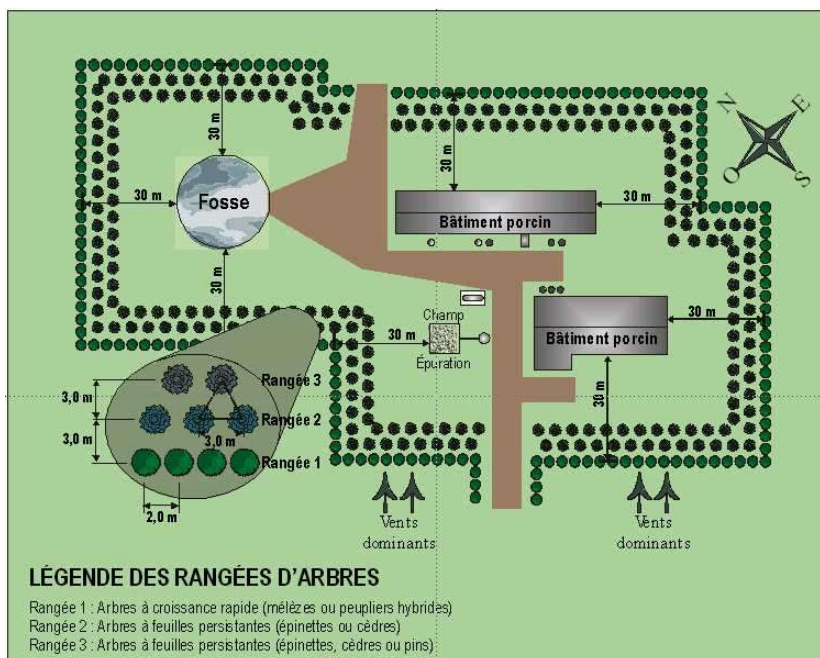 N
E
O
S
30 m
30 m
30 m
30 m
30 m
Fosse
Bâtiment porcin
30 m
30 m
Champ
Épuration
Bâtiment porcin
30 m
30 m
Rangée 3
3,0 m
Rangée 2
3,0 m
3,0 m
Rangée 1
2,0 m
Vents
dominants
Vents
dominants
LÉGENDE DES RANGÉES D'ARBRES
Rangée 1 : Arbres à croissance rapide (mélèzes ou peupliers hybrides)
Rangée 2 : Arbres à feuilles persistantes (épinettes ou cèdres)
Rangée 3 : Arbres à feuilles persistantes (épinettes, cèdres ou pins)